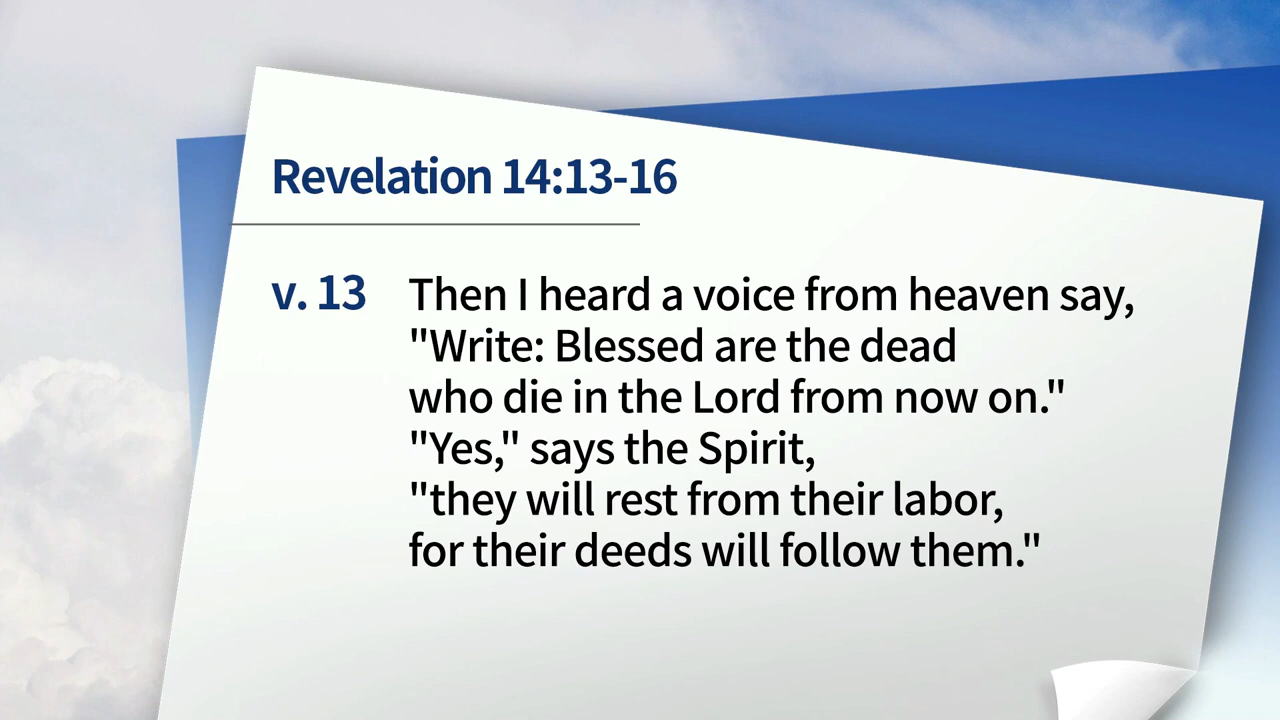 Revelation 14:13-16
v. 13 Then I heard a voice from heaven say,
"Write: Blessed are the dead
who die in the Lord from now on."
"Yes," says the Spirit,
"they will rest from their labor,
for their deeds will follow them."